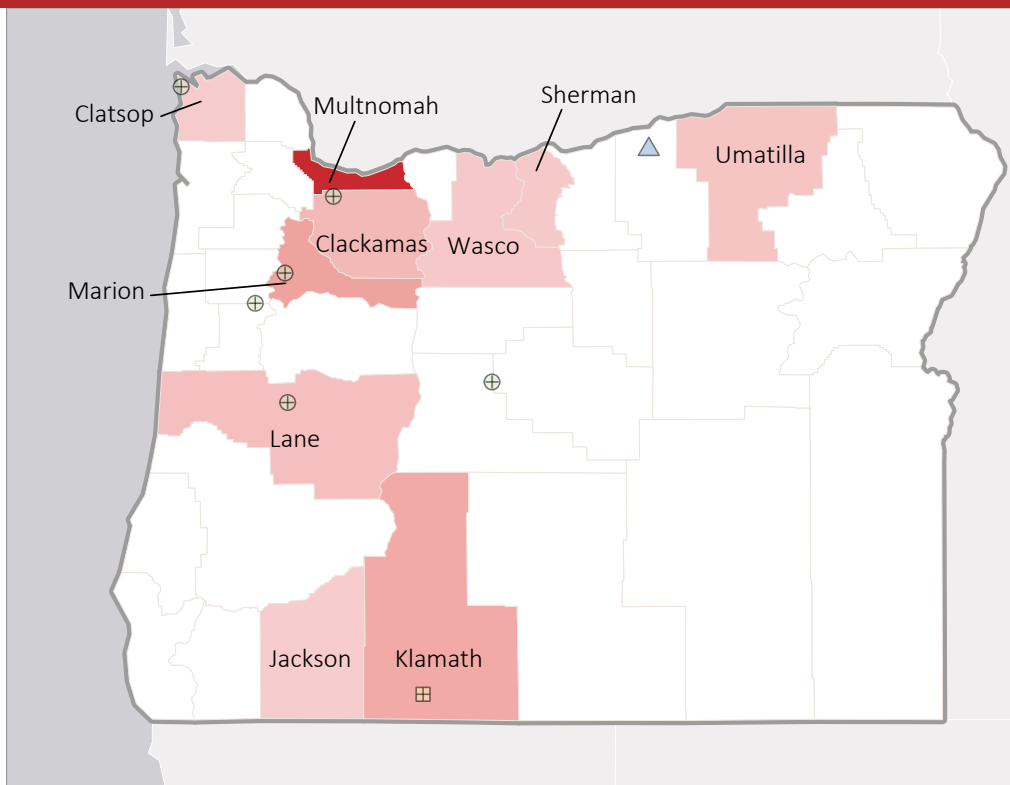 Sherman
Multnomah
Clatsop
Umatilla
Clackamas
Wasco
Marion
Lane
Jackson
Klamath